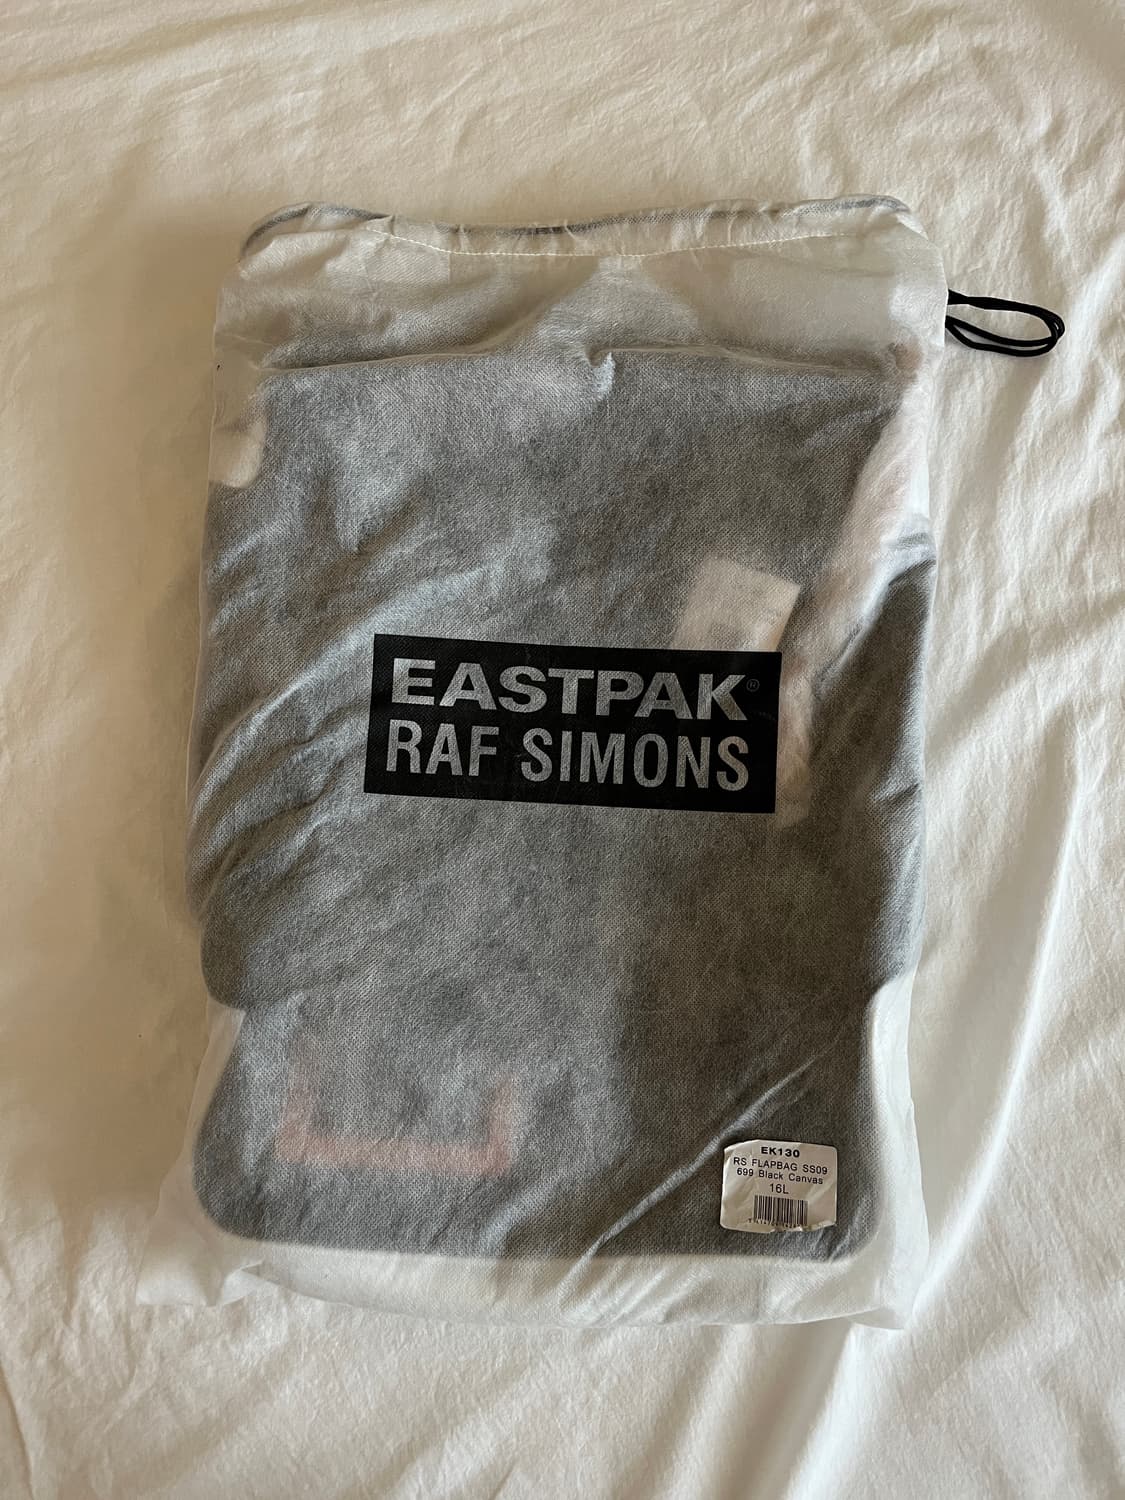 EASTPAK®
RAF SIMONS
EK130
RS FLAPBAG SS09
699 Black Canvas
16L